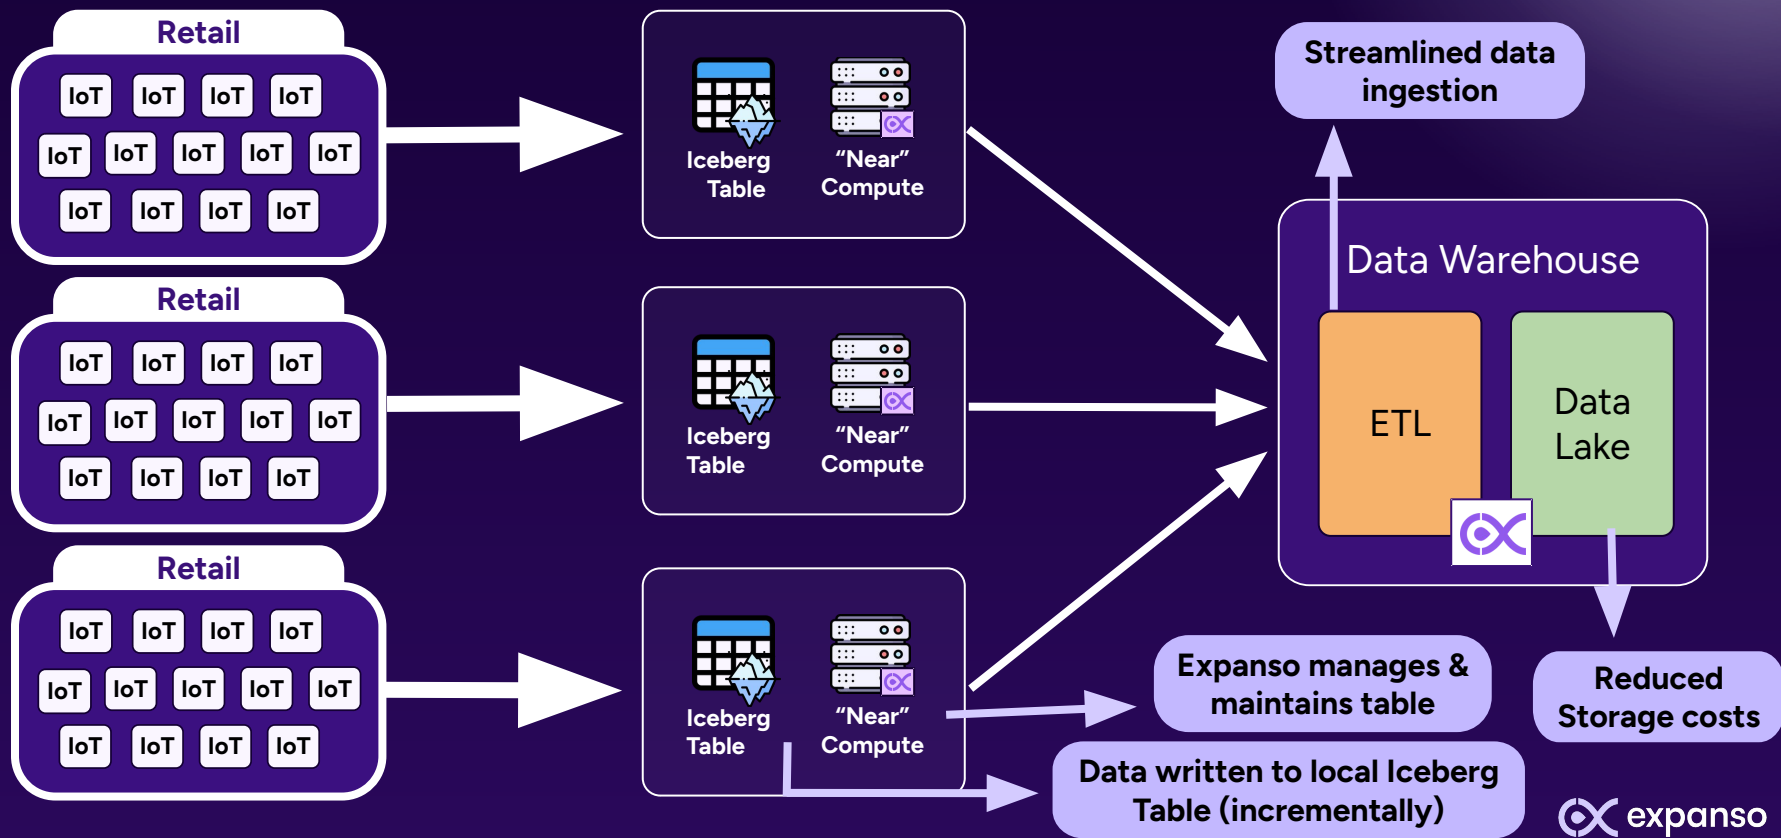 Retail
IoT IoT IoT IoT
IoT IoT IoT IoT IoT
IoT IoT IoT IoT
Retail
IoT IoT IoT IoT
IoT IoT IoT IoT IoT
IoT IoT IoT IoT
Retail
IoT IoT IoT IoT
IoT IoT IoT IoT IoT
IoT IoT IoT IoT
Iceberg
Table
“Near”
Compute
Iceberg
Table
“Near”
Compute
Iceberg
Table
“Near”
Compute
Streamlined data
ingestion
Data Warehouse
ETL
Data
Lake
Expanso manages &
maintains table
Reduced
Storage costs
Data written to local Iceberg
Table (incrementally)
expanso